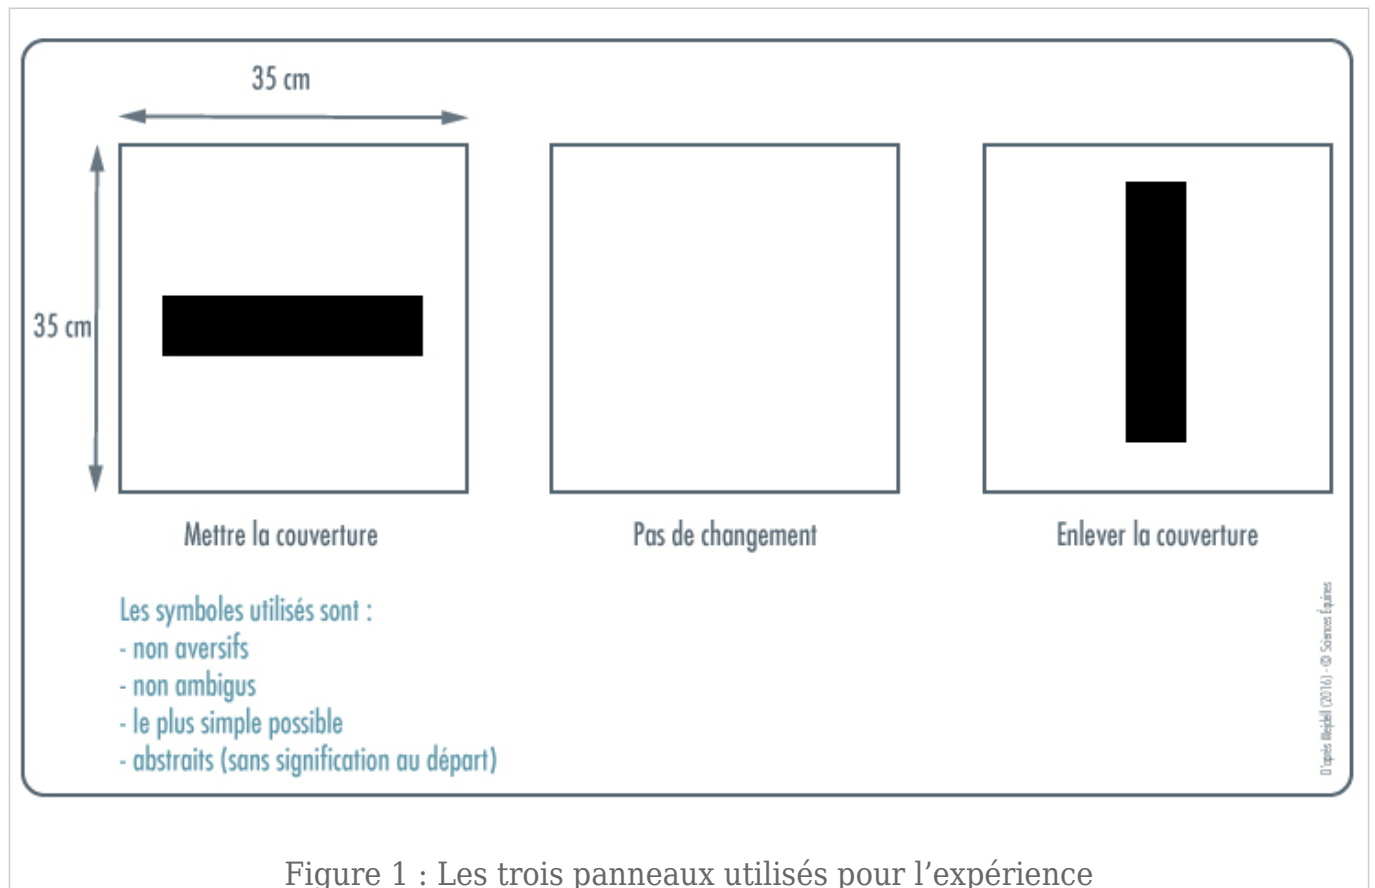 35 cm
35 cm
Mettre la couverture
Pas de changement
Enlever la couverture
Les symboles utilisés sont :
- non aversifs
- non ambigus
- le plus simple possible
- abstraits (sans signification au départ)
D'après Mejdell (2016) - © Sciences Équines
Figure 1 : Les trois panneaux utilisés pour l’expérience